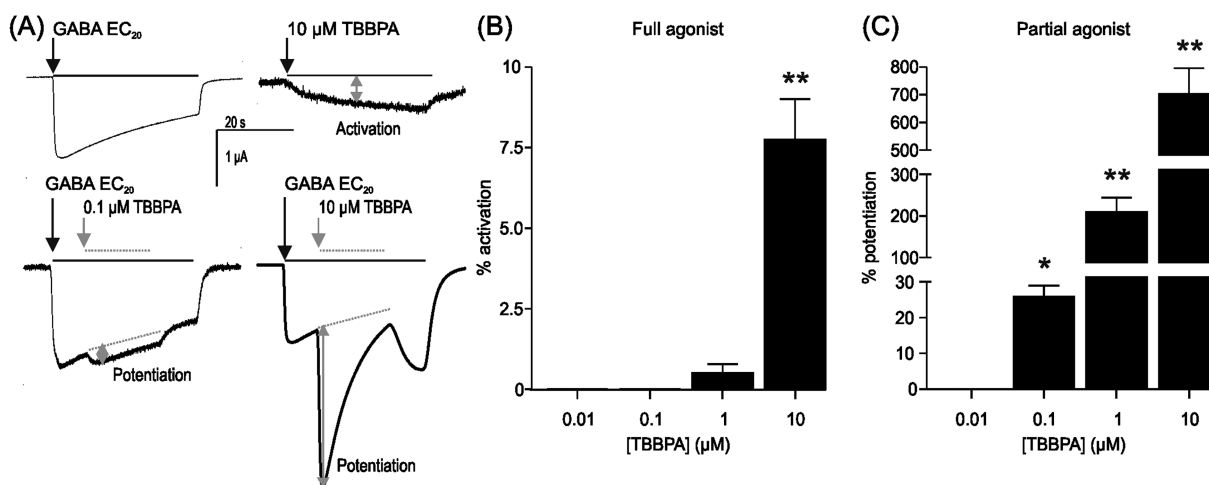 (A)
GABA EC20
10 µM TBBPA
Activation
20 s
1 µA
GABA EC20
0.1 µM TBBPA
Potentiation
GABA EC20
10 µM TBBPA
Potentiation
(B)
Full agonist
% activation
10
7.5
5.0
2.5
0
**
0.01 0.1 1 10
[TBBPA] (µM)
(C)
Partial agonist
% potentiation
800
700
600
500
300
200
100
30
20
10
0
*
**
**
0.01 0.1 1 10
[TBBPA] (µM)